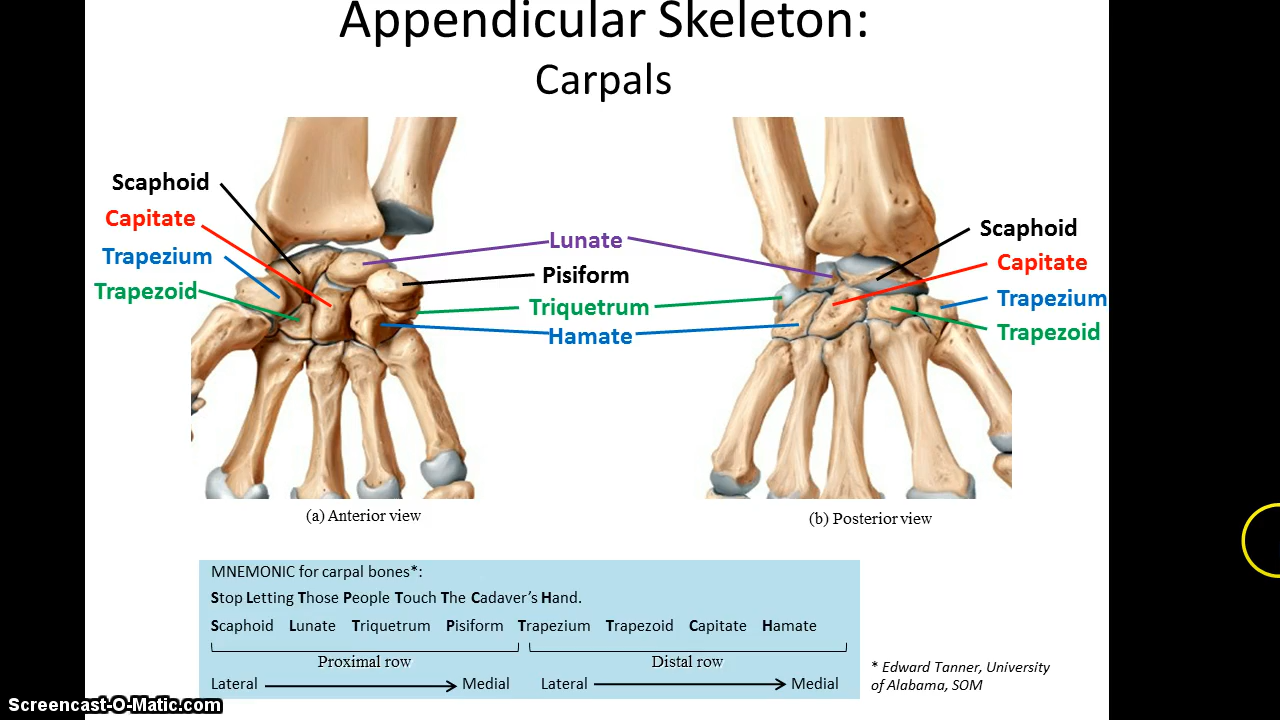 Appendicular Skeleton:
Carpals
Scaphoid
Capitate
Trapezium
Trapezoid
Lunate
Pisiform
Triquetrum
Hamate
Scaphoid
Capitate
Trapezium
Trapezoid
(a) Anterior view
(b) Posterior view
MNEMONIC for carpal bones*:
Stop Letting Those People Touch The Cadaver's Hand.
Scaphoid Lunate Triquetrum Pisiform Trapezium Trapezoid Capitate Hamate
Proximal row Distal row
Lateral Medial Lateral Medial
* Edward Tanner, University
of Alabama, SOM
Screencast-O-Matic.com